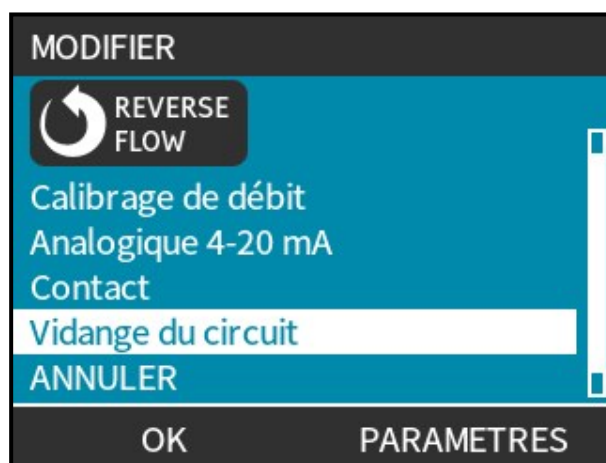 MODIFIER
REVERSE
FLOW
Calibrage de débit
Analogique 4-20 mA
Contact
Vidange du circuit
ANNULER
OK PARAMETRES